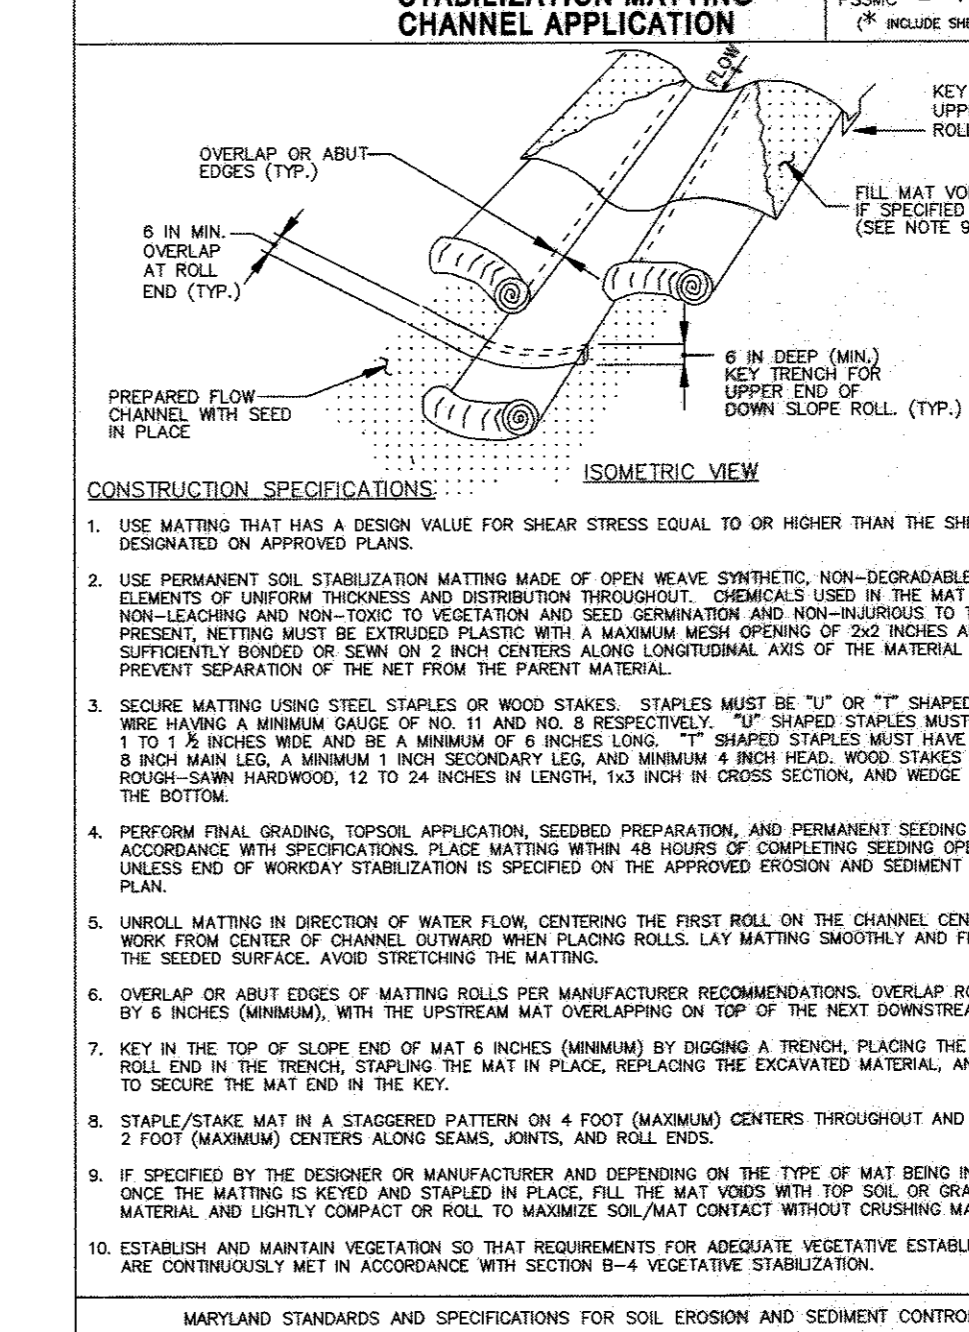 STABILIZATION MATTING
CHANNEL APPLICATION
PSSMC
(* INCLUDE
FLOW
KEY
ROLL
OVERLAP OR ABUT
EDGES (TYP.)
FILL MAT
IF SPECIFIED
(SEE NOTE 9
6 IN MIN.
OVERLAP
AT ROLL
END (TYP.)
6 IN DEEP (MIN.)
KEY TRENCH FOR
UPPER END OF
DOWN SLOPE ROLL. (TYP.)
PREPARED FLOW
CHANNEL WITH SEED
IN PLACE
ISOMETRIC VIEW
CONSTRUCTION SPECIFICATIONS:
1. USE MATTING THAT HAS A DESIGN VALUE FOR SHEAR STRESS EQUAL TO OR HIGHER THAN THE
DESIGNATED ON APPROVED PLANS.
2. USE PERMANENT SOIL STABILIZATION MATTING MADE OF OPEN WEAVE SYNTHETIC, NON-DEGRADABLE
ELEMENTS OF UNIFORM THICKNESS AND DISTRIBUTION THROUGHOUT. CHEMICALS USED IN THE MAT
NON-LEACHING AND NON-TOXIC TO VEGETATION AND SEED GERMINATION AND NON-INJURIOUS TO
PRESENT, NETTING MUST BE EXTRUDED PLASTIC WITH A MAXIMUM MESH OPENING OF 2x2 INCHES
SUFFICIENTLY BONDED OR SEWN ON 2 INCH CENTERS ALONG LONGITUDINAL AXIS OF THE MATERIAL
PREVENT SEPARATION OF THE NET FROM THE PARENT MATERIAL.
3. SECURE MATTING USING STEEL STAPLES OR WOOD STAKES. STAPLES MUST BE "U" OR "T" SHAPED
WIRE HAVING A MINIMUM GAUGE OF NO. 11 AND NO. 8 RESPECTIVELY. "U" SHAPED STAPLES MUST
1 TO 1 ½ INCHES WIDE AND BE A MINIMUM OF 6 INCHES LONG. "T" SHAPED STAPLES MUST HAVE
8 INCH MAIN LEG, A MINIMUM 1 INCH SECONDARY LEG, AND MINIMUM 4 INCH HEAD. WOOD STAKES
ROUGH-SAWN HARDWOOD, 12 TO 24 INCHES IN LENGTH, 1x3 INCH IN CROSS SECTION, AND WEDGE
THE BOTTOM.
4. PERFORM FINAL GRADING, TOPSOIL APPLICATION, SEEDBED PREPARATION, AND PERMANENT SEEDING
ACCORDANCE WITH SPECIFICATIONS. PLACE MATTING WITHIN 48 HOURS OF COMPLETING SEEDING
UNLESS END OF WORKDAY STABILIZATION IS SPECIFIED ON THE APPROVED EROSION AND SEDIMENT
PLAN.
5. UNROLL MATTING IN DIRECTION OF WATER FLOW, CENTERING THE FIRST ROLL ON THE CHANNEL
WORK FROM CENTER OF CHANNEL OUTWARD WHEN PLACING ROLLS. LAY MATTING SMOOTHLY AND
THE SEEDED SURFACE. AVOID STRETCHING THE MATTING.
6. OVERLAP OR ABUT EDGES OF MATTING ROLLS PER MANUFACTURER RECOMMENDATIONS. OVERLAP
BY 6 INCHES (MINIMUM), WITH THE UPSTREAM MAT OVERLAPPING ON TOP OF THE NEXT
7. KEY IN THE TOP OF SLOPE END OF MAT 6 INCHES (MINIMUM) BY DIGGING A TRENCH, PLACING THE
ROLL END IN THE TRENCH, STAPLING THE MAT IN PLACE, REPLACING THE EXCAVATED MATERIAL,
TO SECURE THE MAT END IN THE KEY.
8. STAPLE/STAKE MAT IN A STAGGERED PATTERN ON 4 FOOT (MAXIMUM) CENTERS THROUGHOUT AND
2 FOOT (MAXIMUM) CENTERS ALONG SEAMS, JOINTS, AND ROLL ENDS.
9. IF SPECIFIED BY THE DESIGNER OR MANUFACTURER AND DEPENDING ON THE TYPE OF MAT BEING
ONCE THE MATTING IS KEYED AND STAPLED IN PLACE, FILL THE MAT VOIDS WITH TOP SOIL OR
MATERIAL AND LIGHTLY COMPACT OR ROLL TO MAXIMIZE SOIL/MAT CONTACT WITHOUT CRUSHING
10. ESTABLISH AND MAINTAIN VEGETATION SO THAT REQUIREMENTS FOR ADEQUATE VEGETATIVE
ARE CONTINUOUSLY MET IN ACCORDANCE WITH SECTION B-4 VEGETATIVE STABILIZATION.
MARYLAND STANDARDS AND SPECIFICATIONS FOR SOIL EROSION AND SEDIMENT CONTROL